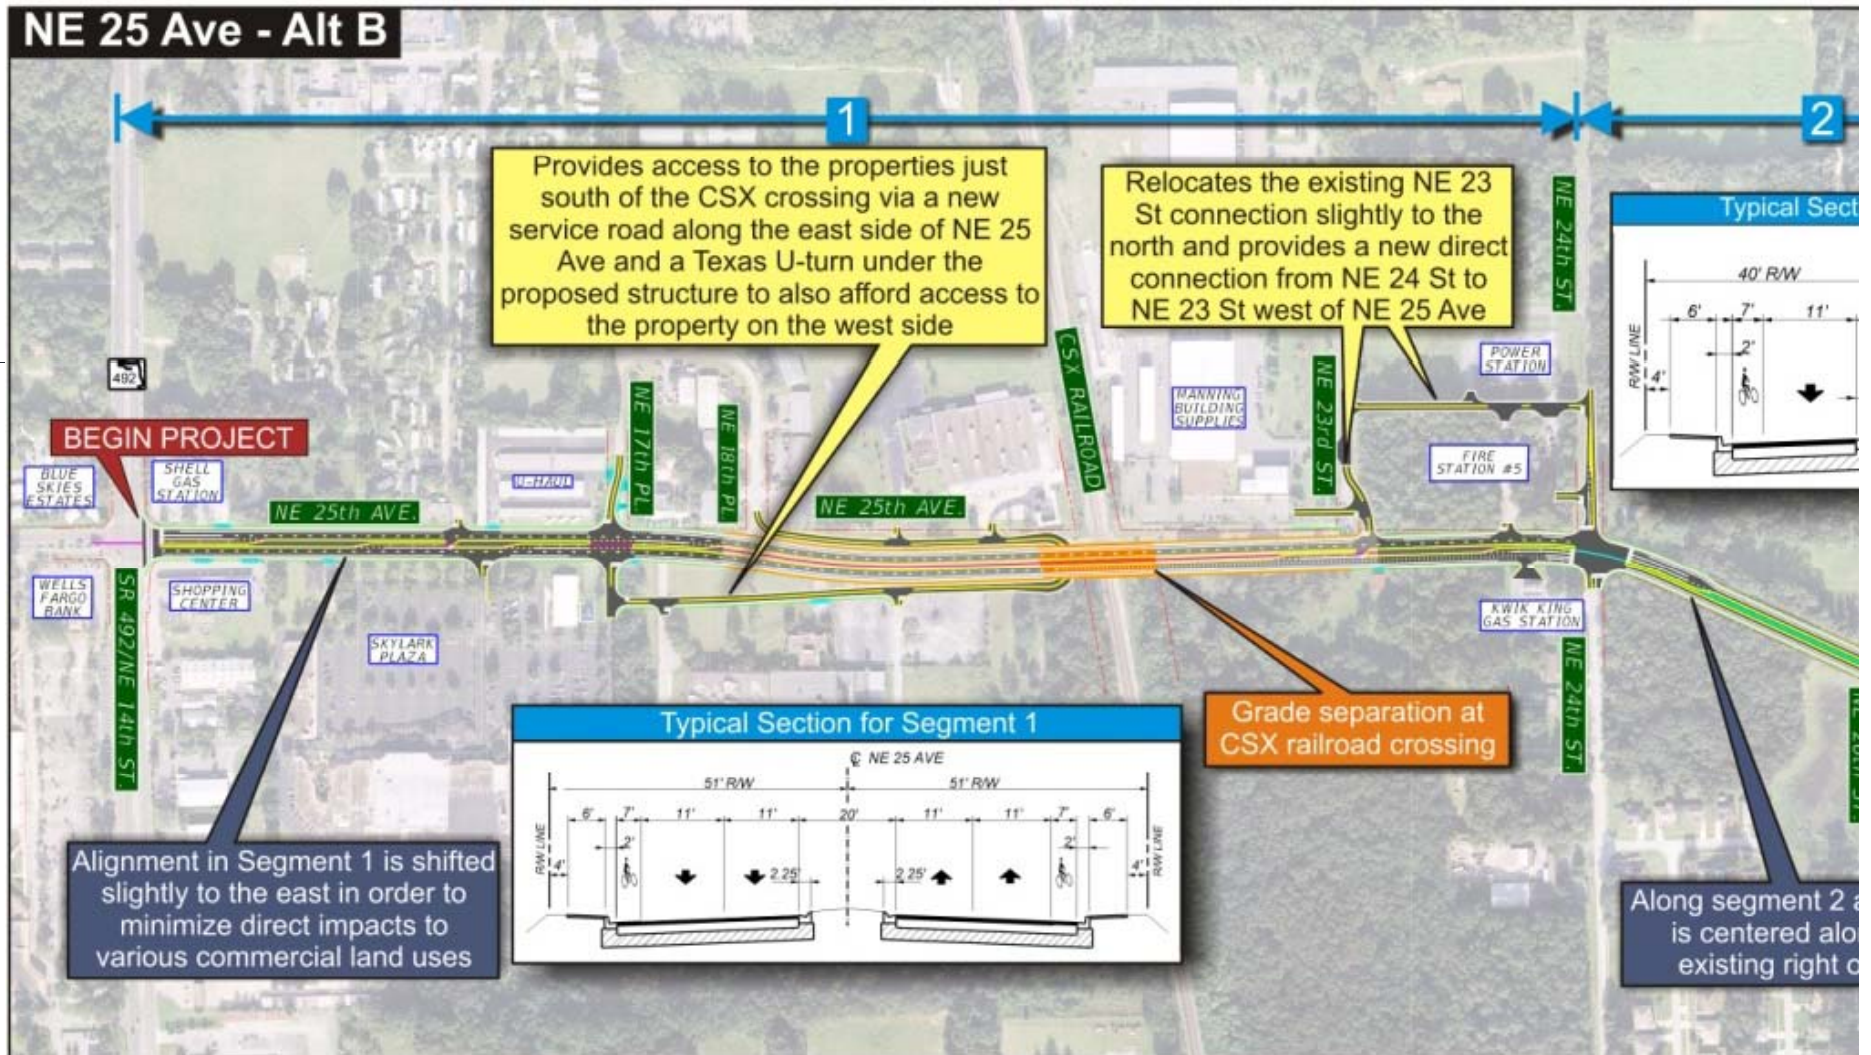 NE 25 Ave - Alt B
1
2
Provides access to the properties just
south of the CSX crossing via a new
service road along the east side of NE 25
Ave and a Texas U-turn under the
proposed structure to also afford access to
the property on the west side
Relocates the existing NE 23
St connection slightly to the
north and provides a new direct
connection from NE 24 St to
NE 23 St west of NE 25 Ave
NE 24th ST.
Typical Sect
40' R/W
6'
7'
11'
2'
R/W LINE
4'
492
BEGIN PROJECT
BLUE
SKIES
ESTATES
SHELL
GAS
STATION
NE 25th AVE.
U-HAUL
NE 17th PL
NE 18th PL
NE 25th AVE.
CSX RAILROAD
MANNING
BUILDING
SUPPLIES
NE 23rd ST.
POWER
STATION
FIRE
STATION #5
WELLS
FARGO
BANK
SR 492/NE 14th ST.
SHOPPING
CENTER
SKYLARK
PLAZA
KWIK KING
GAS STATION
NE 24th ST.
Grade separation at
CSX railroad crossing
Typical Section for Segment 1
℄ NE 25 AVE
51' R/W
51' R/W
6'
7'
11'
11'
20'
11'
11'
7'
6'
2'
2'
R/W LINE
4'
2.25'
2.25'
4'
R/W LINE
Alignment in Segment 1 is shifted
slightly to the east in order to
minimize direct impacts to
various commercial land uses
Along segment 2 a
is centered alon
existing right o